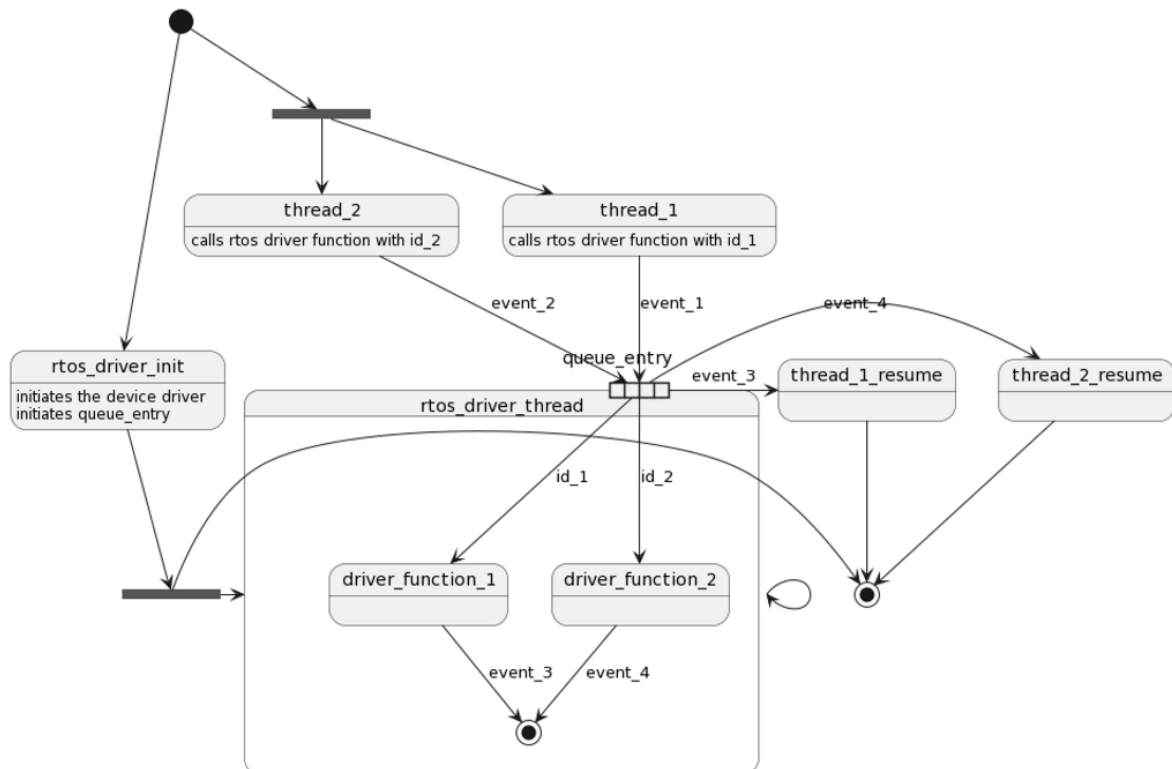 thread_2
calls rtos driver function with id_2
thread_1
calls rtos driver function with id_1
event_2
event_1
event_4
rtos_driver_init
initiates the device driver
initiates queue_entry
queue_entry
event_3
thread_1_resume
thread_2_resume
rtos_driver_thread
id_1
id_2
driver_function_1
driver_function_2
event_3
event_4